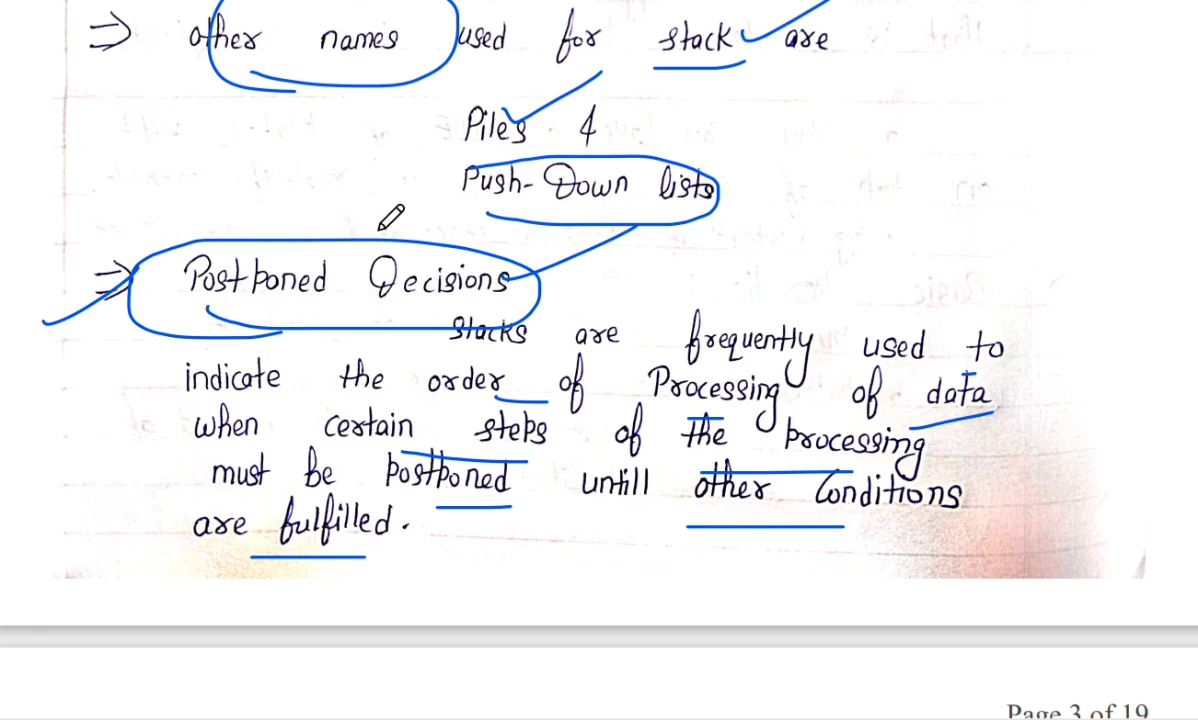 ⇒ other names used for stack are
Piles &
Push-Down lists
⇒ Postponed Decisions
Stacks are frequently used to
indicate the order of Processing of data
when certain steps of the processing
must be postponed untill other Conditions
are fulfilled.
Page 3 of 19